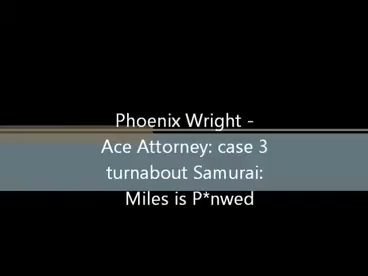 Phoenix Wright -
Ace Attorney: case 3
turnabout Samurai:
Miles is P*nwed